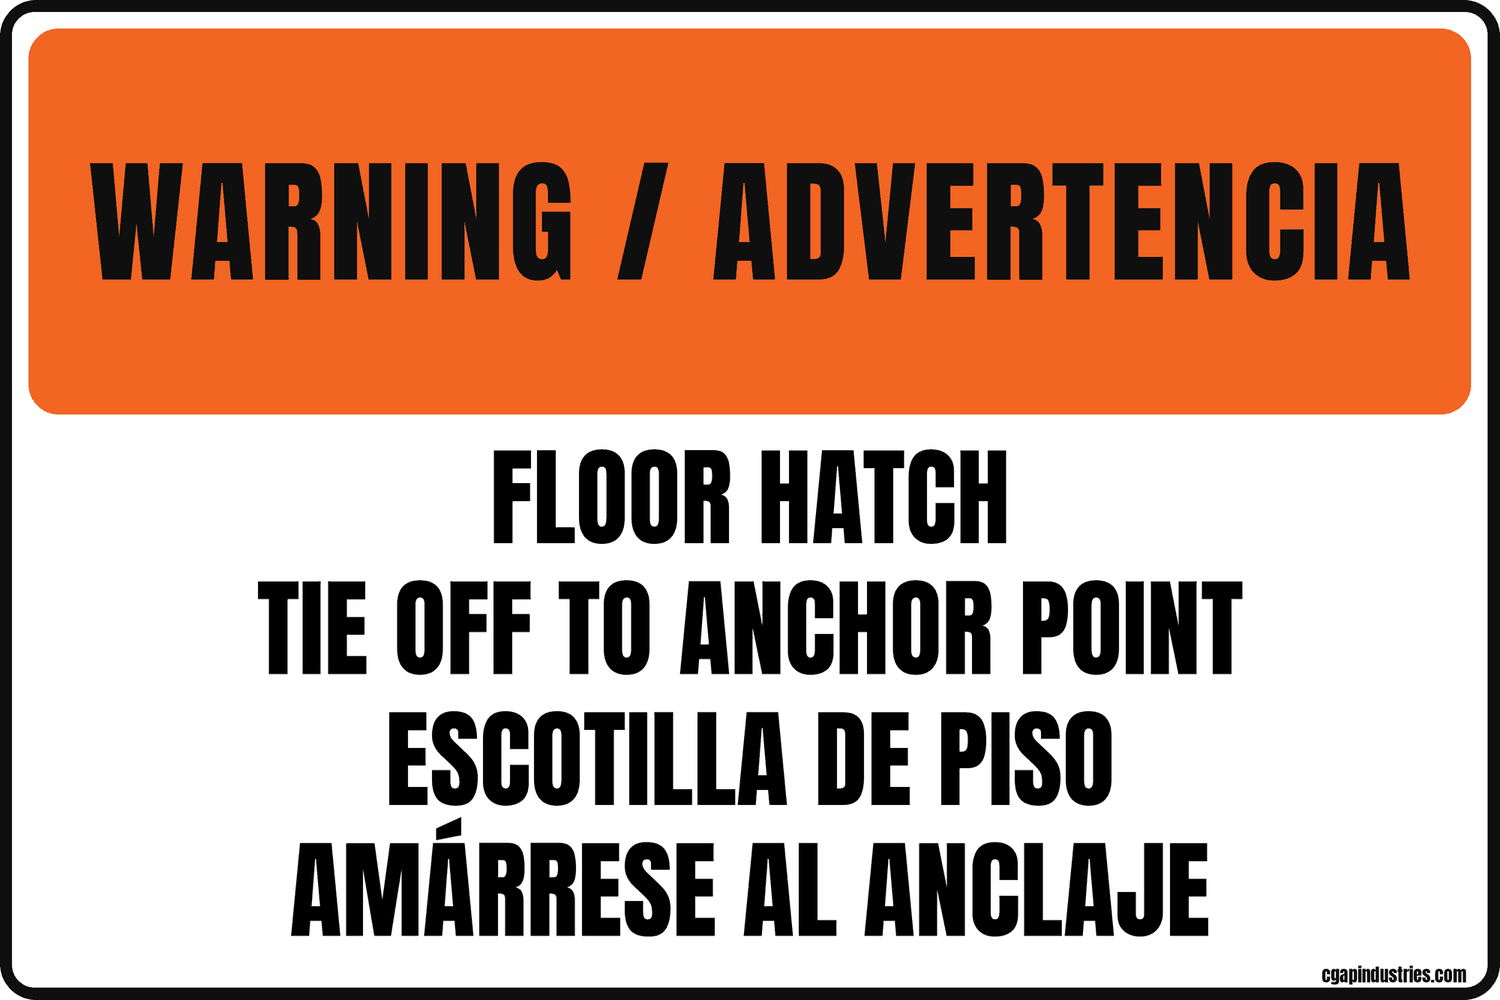 WARNING / ADVERTENCIA
FLOOR HATCH
TIE OFF TO ANCHOR POINT
ESCOTILLA DE PISO
AMÁRRESE AL ANCLAJE
cgapindustries.com